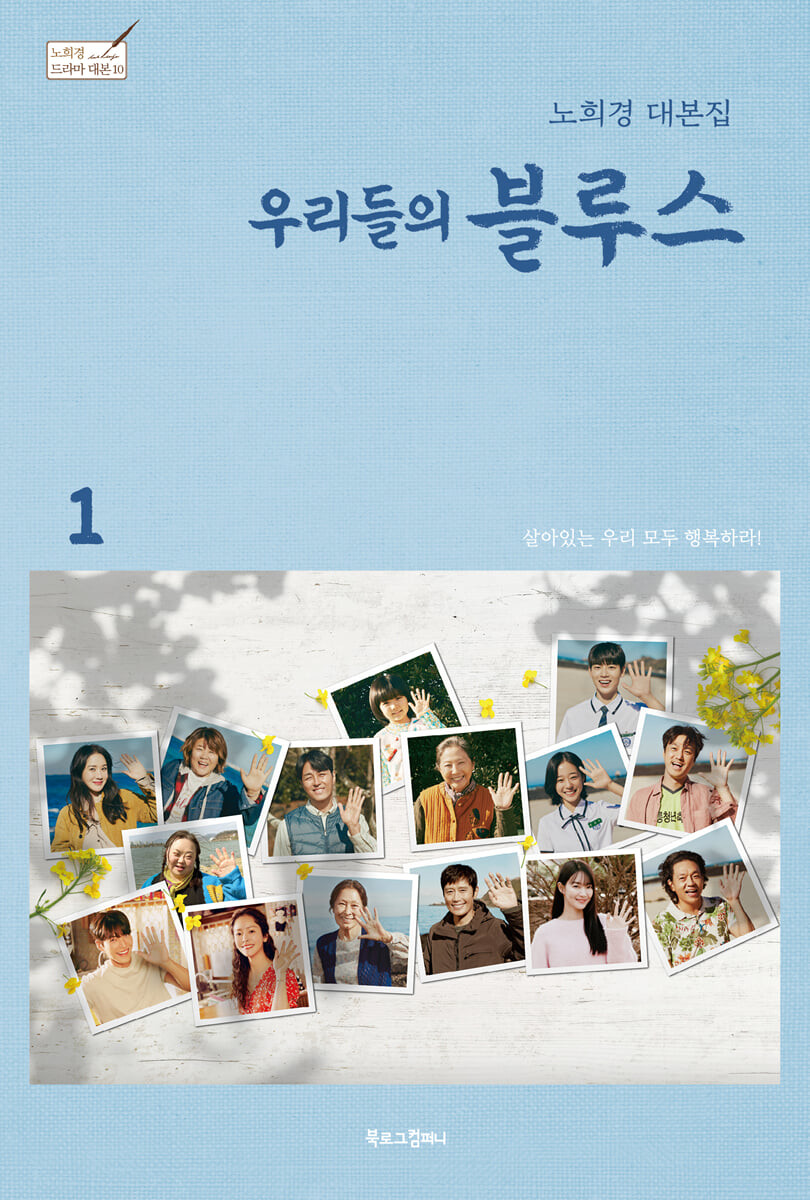 노희경
드라마 대본 10
노희경 대본집
우리들의 블루스
1
살아있는 우리 모두 행복하라!
북로그컴퍼니